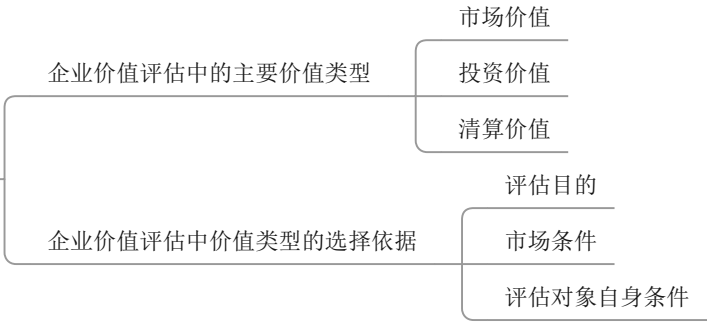 企业价值评估中的主要价值类型
市场价值
投资价值
清算价值
企业价值评估中价值类型的选择依据
评估目的
市场条件
评估对象自身条件